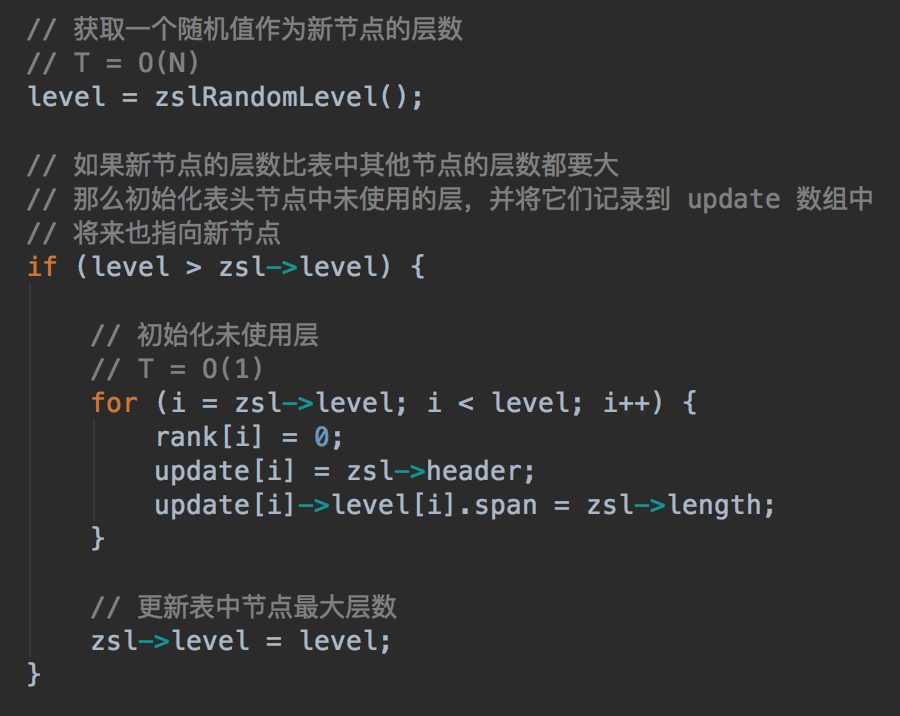 // 获取一个随机值作为新节点的层数
// T = O(N)
level = zslRandomLevel();
// 如果新节点的层数比表中其他节点的层数都要大
// 那么初始化表头节点中未使用的层，并将它们记录到 update 数组中
// 将来也指向新节点
if (level > zsl->level) {
// 初始化未使用层
// T = O(1)
for (i = zsl->level; i < level; i++) {
rank[i] = 0;
update[i] = zsl->header;
update[i]->level[i].span = zsl->length;
}
// 更新表中节点最大层数
zsl->level = level;
}